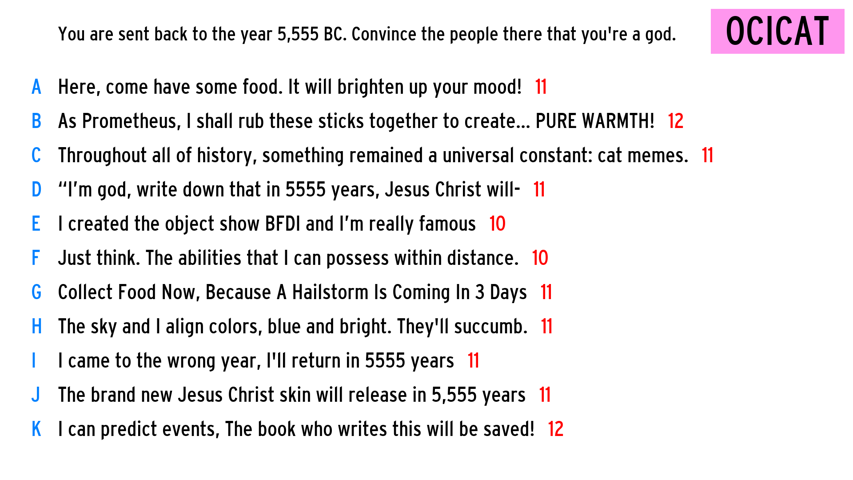 You are sent back to the year 5,555 BC. Convince the people there that you're a god.
OCICAT
A Here, come have some food. It will brighten up your mood! 11
B As Prometheus, I shall rub these sticks together to create... PURE WARMTH! 12
C Throughout all of history, something remained a universal constant: cat memes. 11
D “I’m god, write down that in 5555 years, Jesus Christ will- 11
E I created the object show BFDI and I’m really famous 10
F Just think. The abilities that I can possess within distance. 10
G Collect Food Now, Because A Hailstorm Is Coming In 3 Days 11
H The sky and I align colors, blue and bright. They'll succumb. 11
I I came to the wrong year, I'll return in 5555 years 11
J The brand new Jesus Christ skin will release in 5,555 years 11
K I can predict events, The book who writes this will be saved! 12